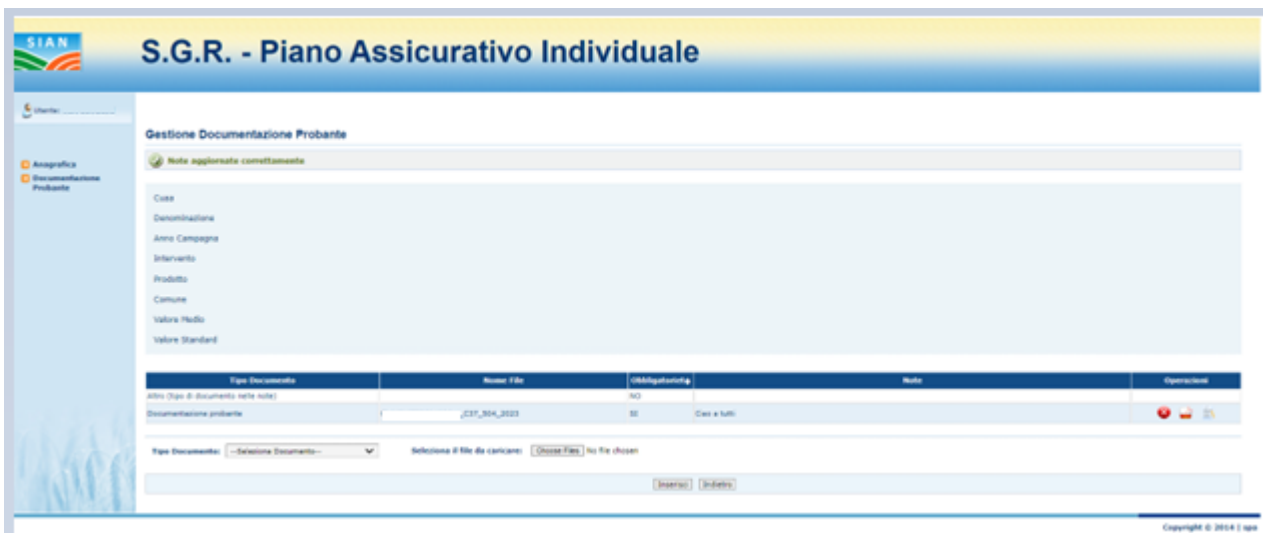 SIAN
S.G.R. - Piano Assicurativo Individuale
Utente:
Gestione Documentazione Probante
Anagrafica
Documentazione
Probante
Note aggiornate correttamente
Cuaa
Denominazione
Anno Campagna
Intervento
Prodotto
Comune
Valore Medio
Valore Standard
Tipo Documento Nome File Obbligatorietà Note Operazioni
Altro (tipo di documento nelle note) NO
Documentazione probante _C37_504_2023 SI Ciao a tutti
Tipo Documento: --Seleziona Documento-- Seleziona il file da caricare: Choose Files No file chosen
Inserisci Indietro
Copyright © 2014 | spa